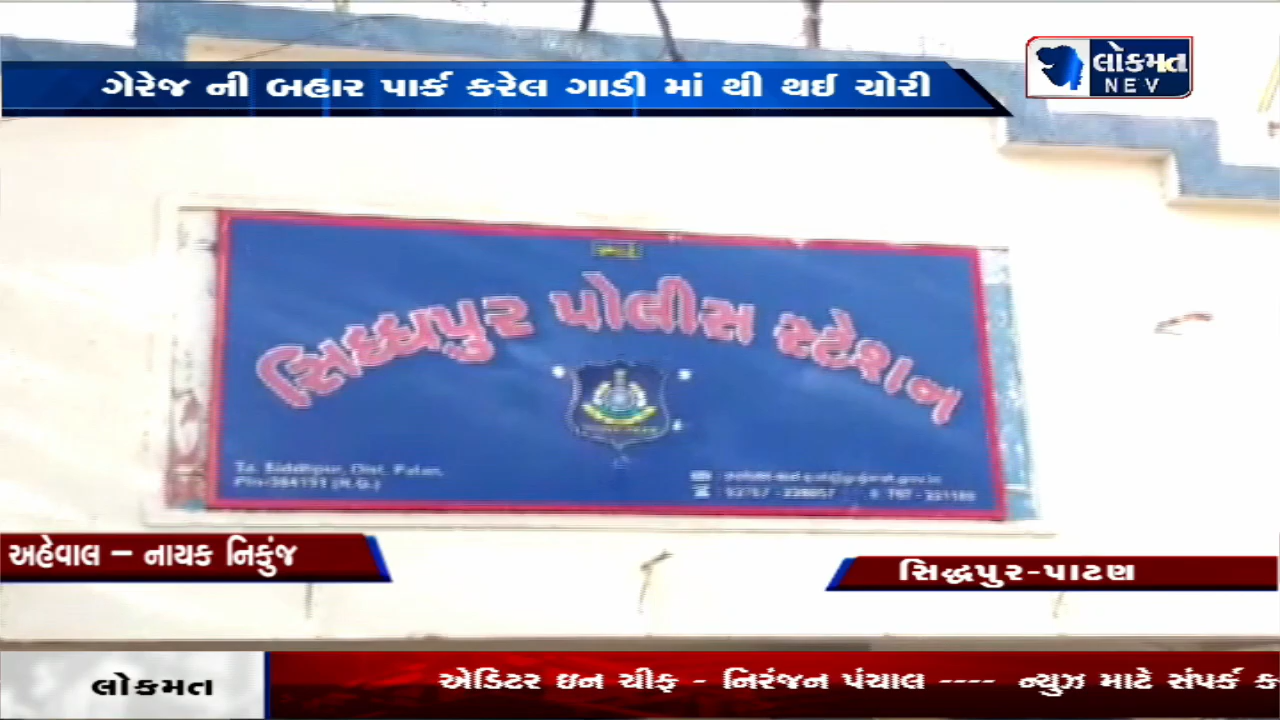 ગેરેજ ની બહાર પાર્ક કરેલ ગાડી માં થી થઈ ચોરી
લોકમત
NEV
સિધ્ધપુર પોલીસ સ્ટેશન
Ta. Siddhpur, Dist. Patan.
અહેવાલ – નાયક નિકુંજ
સિદ્ધપુર-પાટણ
લોકમત
એડિટર ઇન ચીફ - નિરંજન પંચાલ ---- ન્યુઝ માટે સંપર્ક ક